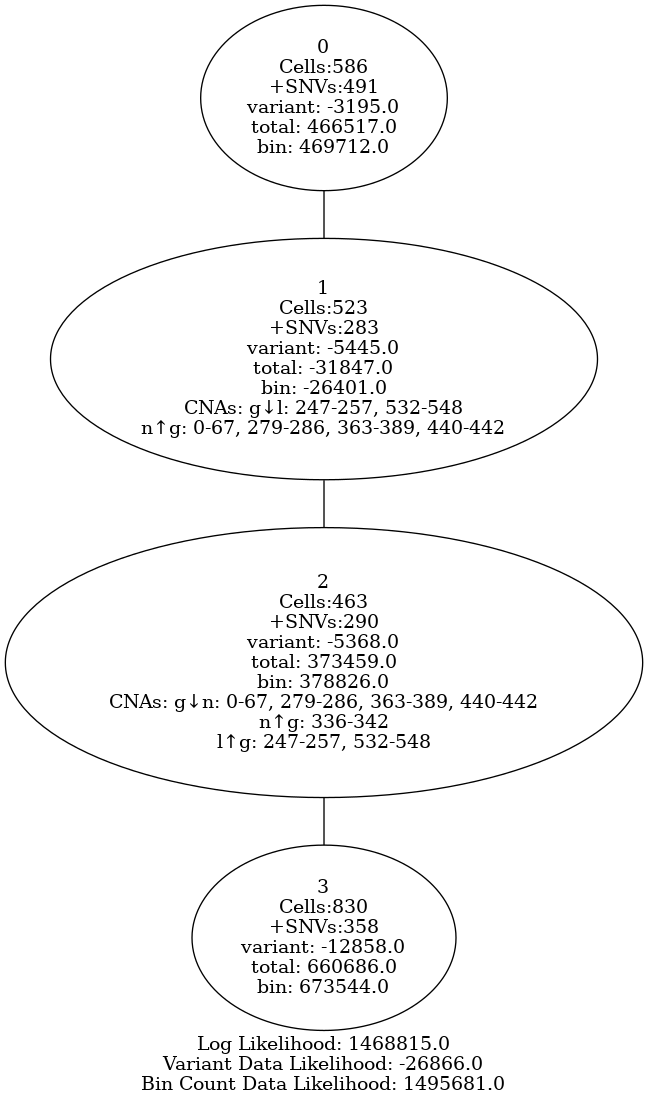 0
Cells:586
+SNVs:491
variant: -3195.0
total: 466517.0
bin: 469712.0
1
Cells:523
+SNVs:283
variant: -5445.0
total: -31847.0
bin: -26401.0
CNAs: g↓l: 247-257, 532-548
n↑g: 0-67, 279-286, 363-389, 440-442
2
Cells:463
+SNVs:290
variant: -5368.0
total: 373459.0
bin: 378826.0
CNAs: g↓n: 0-67, 279-286, 363-389, 440-442
n↑g: 336-342
l↑g: 247-257, 532-548
3
Cells:830
+SNVs:358
variant: -12858.0
total: 660686.0
bin: 673544.0
Log Likelihood: 1468815.0
Variant Data Likelihood: -26866.0
Bin Count Data Likelihood: 1495681.0